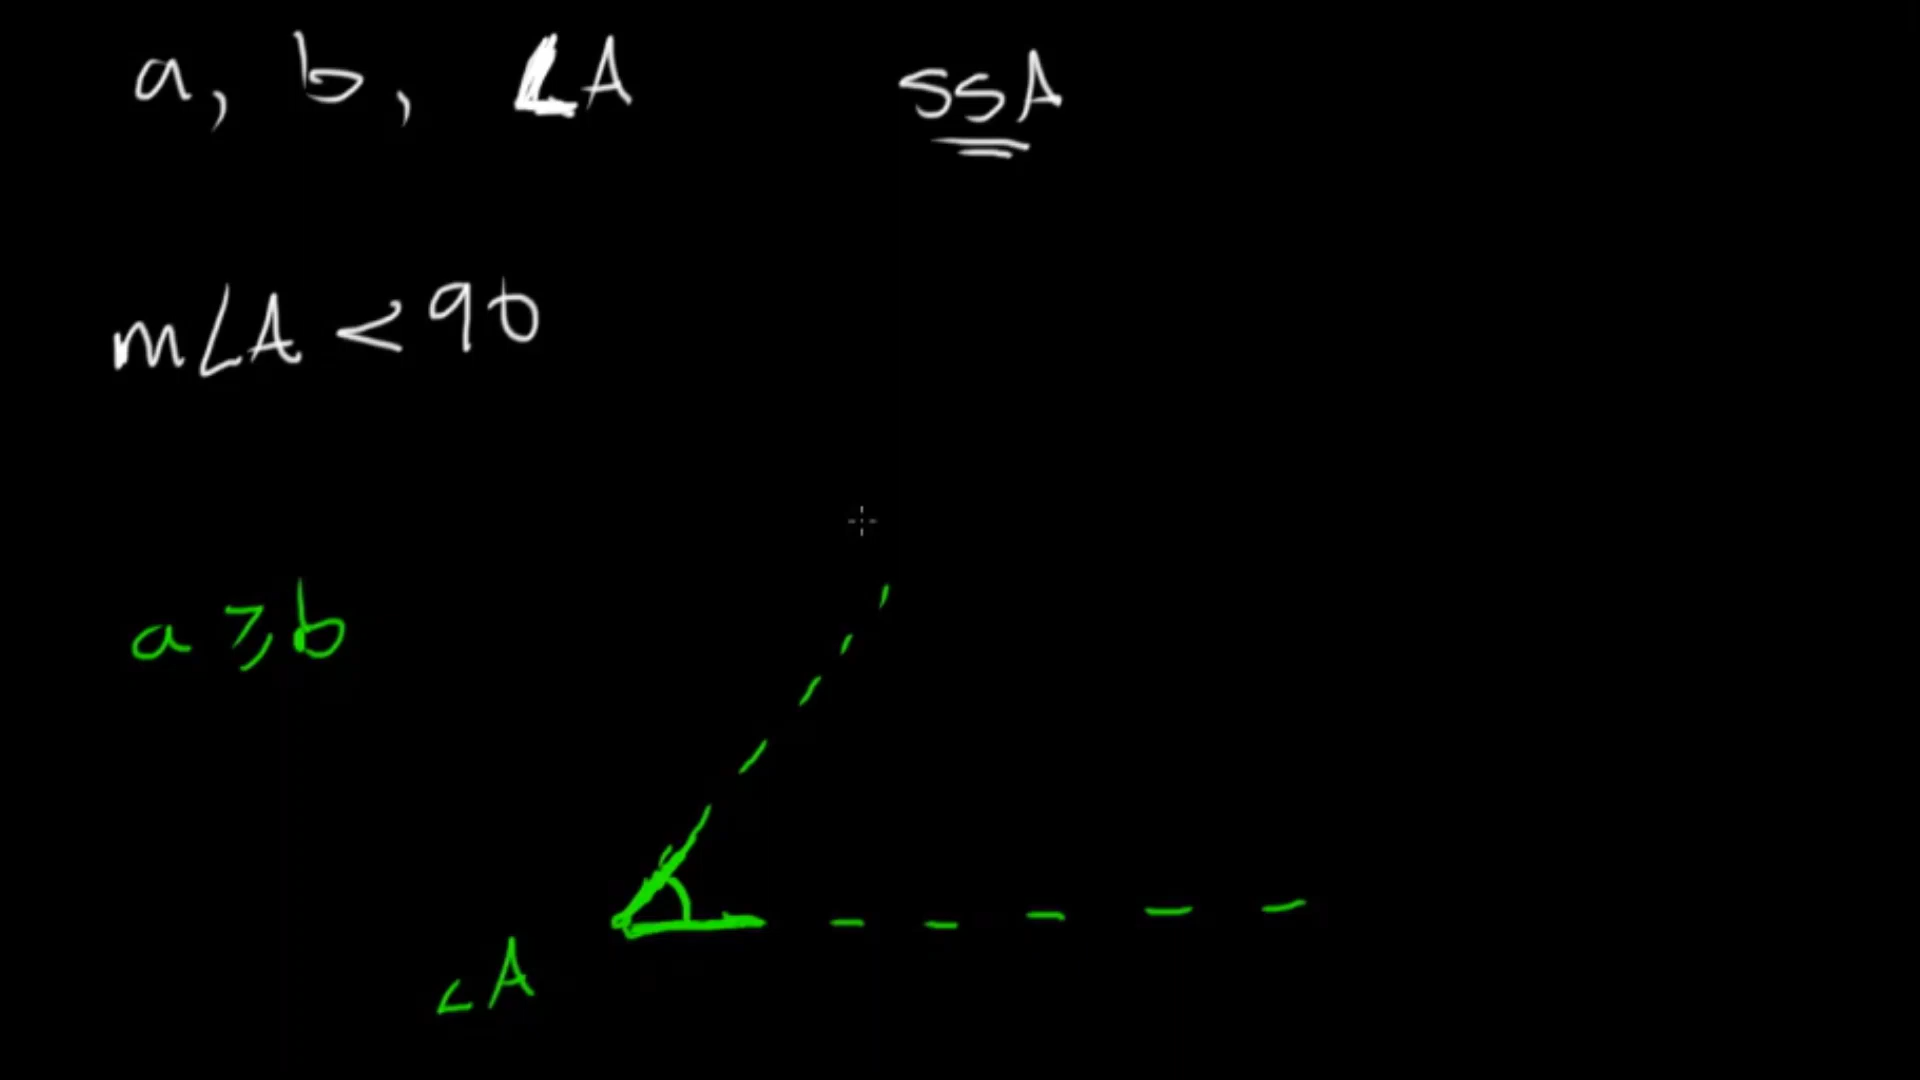 a, b, ∠A SSA
m∠A < 90
a ≥, b
∠A